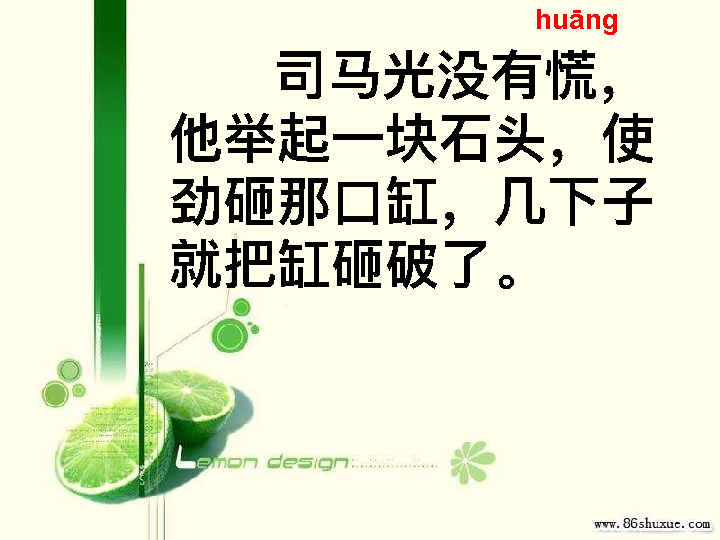 huāng
司马光没有慌，
他举起一块石头，使
劲砸那口缸，几下子
就把缸砸破了。
Lemon design
www.86shuxue.com